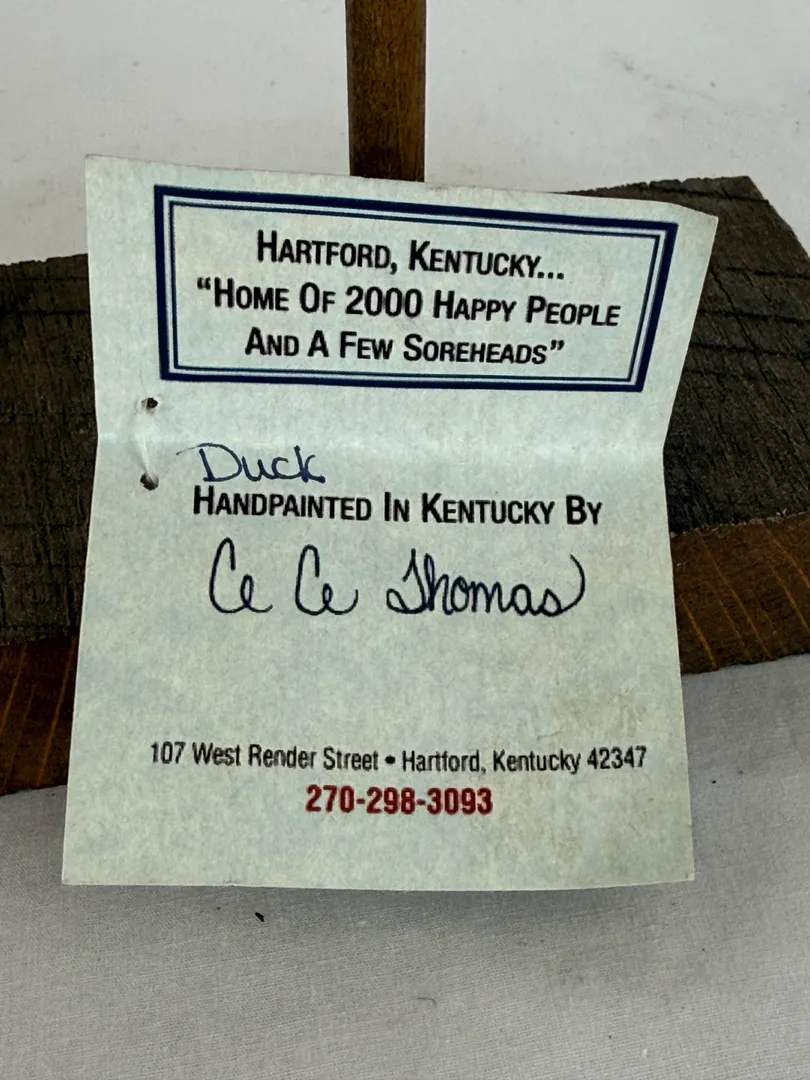 HARTFORD, KENTUCKY...
"HOME OF 2000 HAPPY PEOPLE
AND A FEW SOREHEADS"
Duck
HANDPAINTED IN KENTUCKY BY
Ce Ce Thomas
107 West Render Street • Hartford, Kentucky 42347
270-298-3093